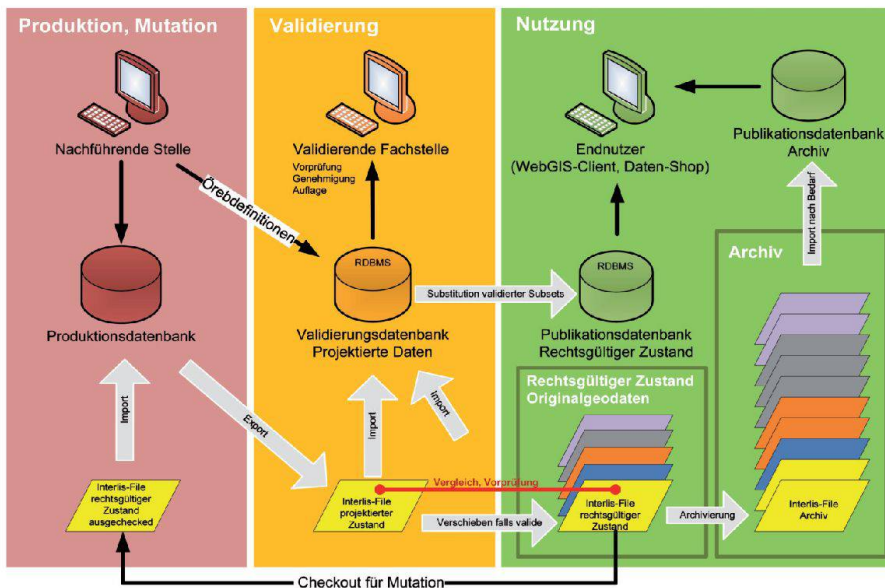 Produktion, Mutation
Nachführende Stelle
Örebdefinitionen
Produktionsdatenbank
Import
Export
Interlis-File
rechtsgültiger
Zustand
ausgechecked
Validierung
Validierende Fachstelle
Vorprüfung
Genehmigung
Auflage
RDBMS
Validierungsdatenbank
Projektierte Daten
Import
Import
Interlis-File
projektierter
Zustand
Substitution validierter Subsets
Vergleich, Vorprüfung
Verschieben falls valide
Nutzung
Endnutzer
(WebGIS-Client, Daten-Shop)
Publikationsdatenbank
Archiv
RDBMS
Publikationsdatenbank
Rechtsgültiger Zustand
Import nach Bedarf
Archiv
Rechtsgültiger Zustand
Originalgeodaten
Interlis-File
rechtsgültiger
Zustand
Archivierung
Interlis-File
Archiv
Checkout für Mutation